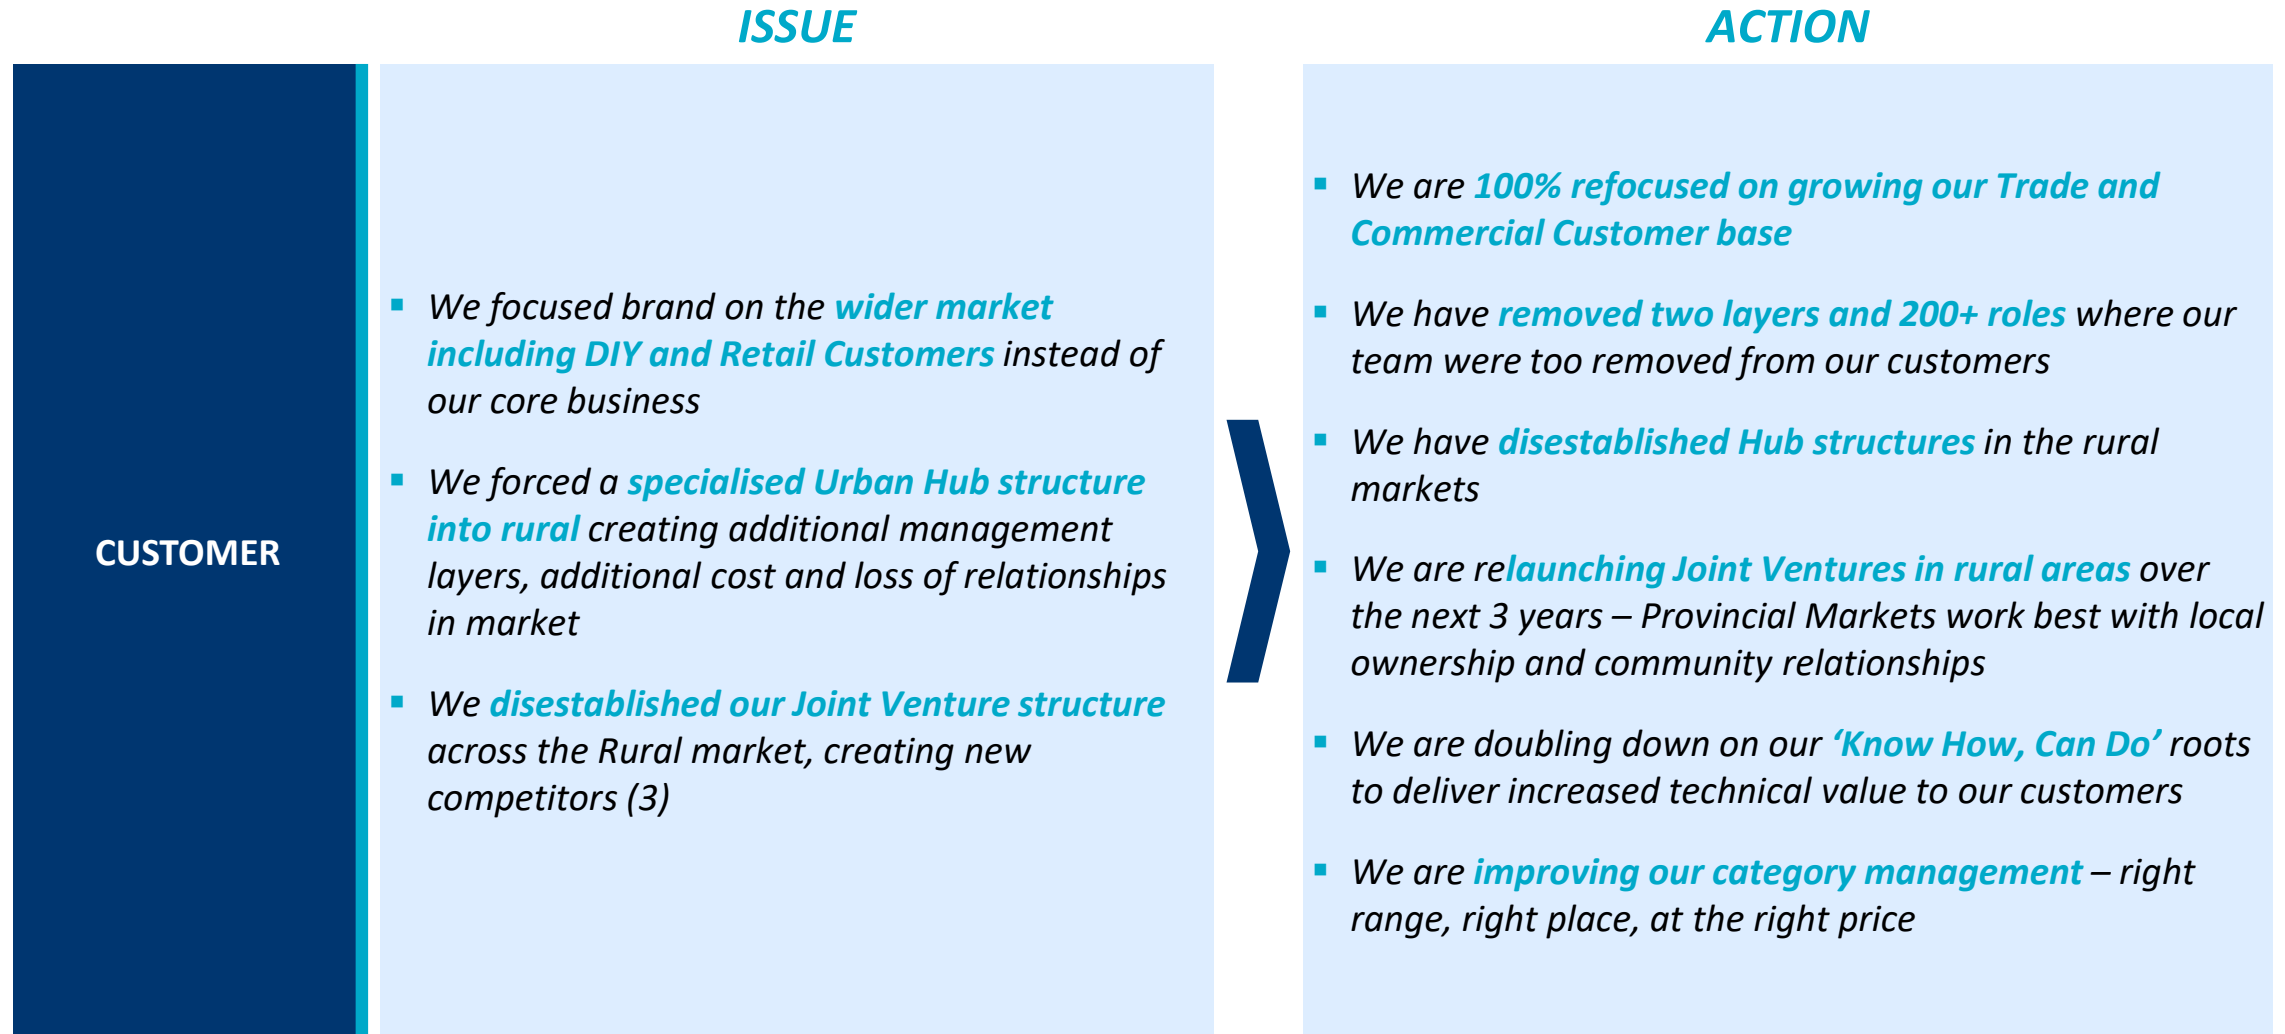 ISSUE
ACTION
CUSTOMER
▪ We focused brand on the wider market
including DIY and Retail Customers instead of
our core business
▪ We forced a specialised Urban Hub structure
into rural creating additional management
layers, additional cost and loss of relationships
in market
▪ We disestablished our Joint Venture structure
across the Rural market, creating new
competitors (3)
▪ We are 100% refocused on growing our Trade and
Commercial Customer base
▪ We have removed two layers and 200+ roles where our
team were too removed from our customers
▪ We have disestablished Hub structures in the rural
markets
▪ We are relaunching Joint Ventures in rural areas over
the next 3 years – Provincial Markets work best with local
ownership and community relationships
▪ We are doubling down on our ‘Know How, Can Do’ roots
to deliver increased technical value to our customers
▪ We are improving our category management – right
range, right place, at the right price